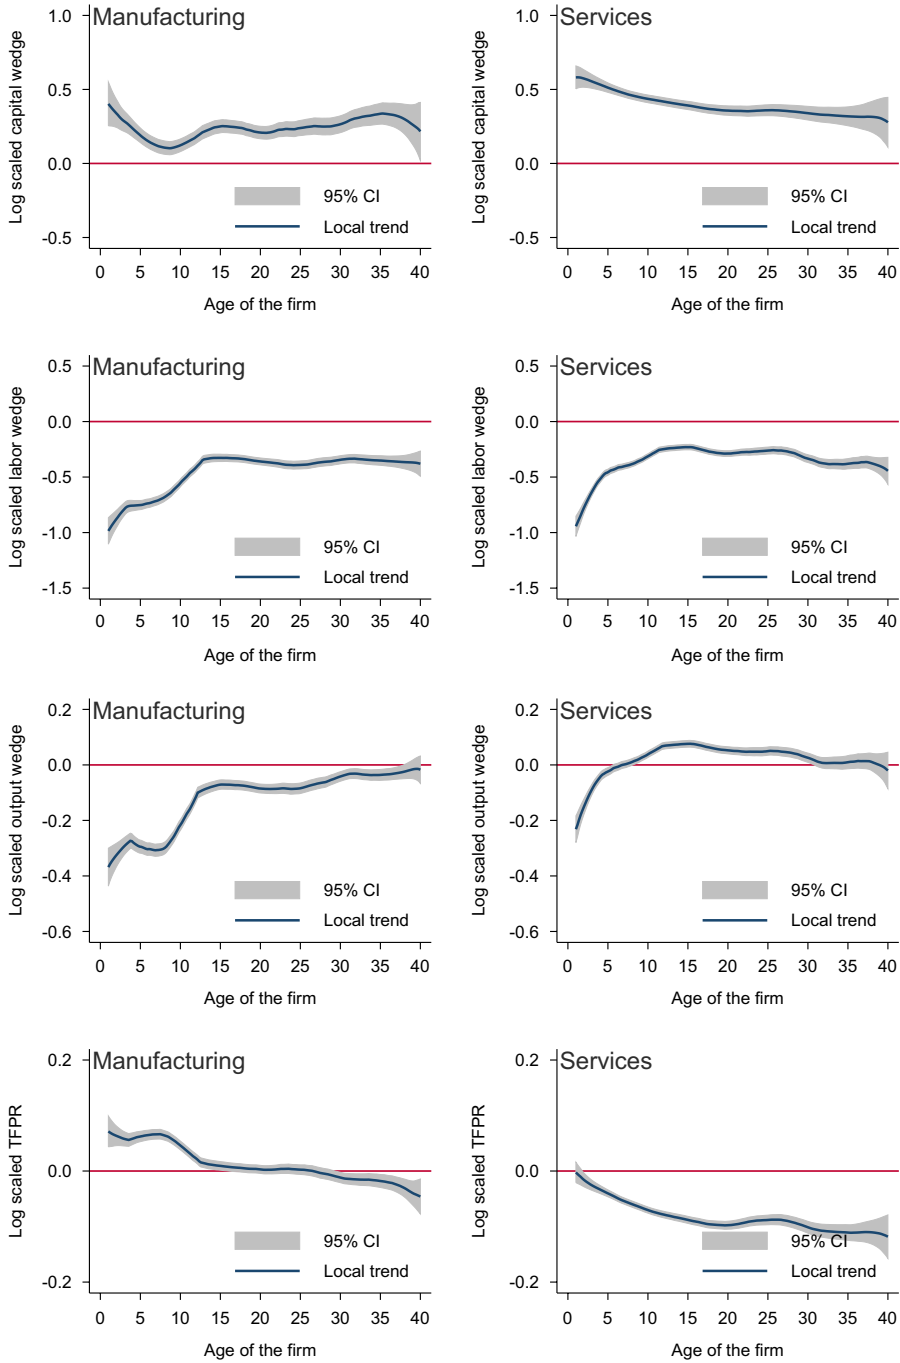 Manufacturing
Log scaled capital wedge
1.0
0.5
0.0
-0.5
95% CI
Local trend
0 5 10 15 20 25 30 35 40
Age of the firm
Services
Log scaled capital wedge
1.0
0.5
0.0
-0.5
95% CI
Local trend
0 5 10 15 20 25 30 35 40
Age of the firm
Manufacturing
Log scaled labor wedge
0.5
0.0
-0.5
-1.0
-1.5
95% CI
Local trend
0 5 10 15 20 25 30 35 40
Age of the firm
Services
Log scaled labor wedge
0.5
0.0
-0.5
-1.0
-1.5
95% CI
Local trend
0 5 10 15 20 25 30 35 40
Age of the firm
Manufacturing
Log scaled output wedge
0.2
0.0
-0.2
-0.4
-0.6
95% CI
Local trend
0 5 10 15 20 25 30 35 40
Age of the firm
Services
Log scaled output wedge
0.2
0.0
-0.2
-0.4
-0.6
95% CI
Local trend
0 5 10 15 20 25 30 35 40
Age of the firm
Manufacturing
Log scaled TFPR
0.2
0.0
-0.2
95% CI
Local trend
0 5 10 15 20 25 30 35 40
Age of the firm
Services
Log scaled TFPR
0.2
0.0
-0.2
95% CI
Local trend
0 5 10 15 20 25 30 35 40
Age of the firm